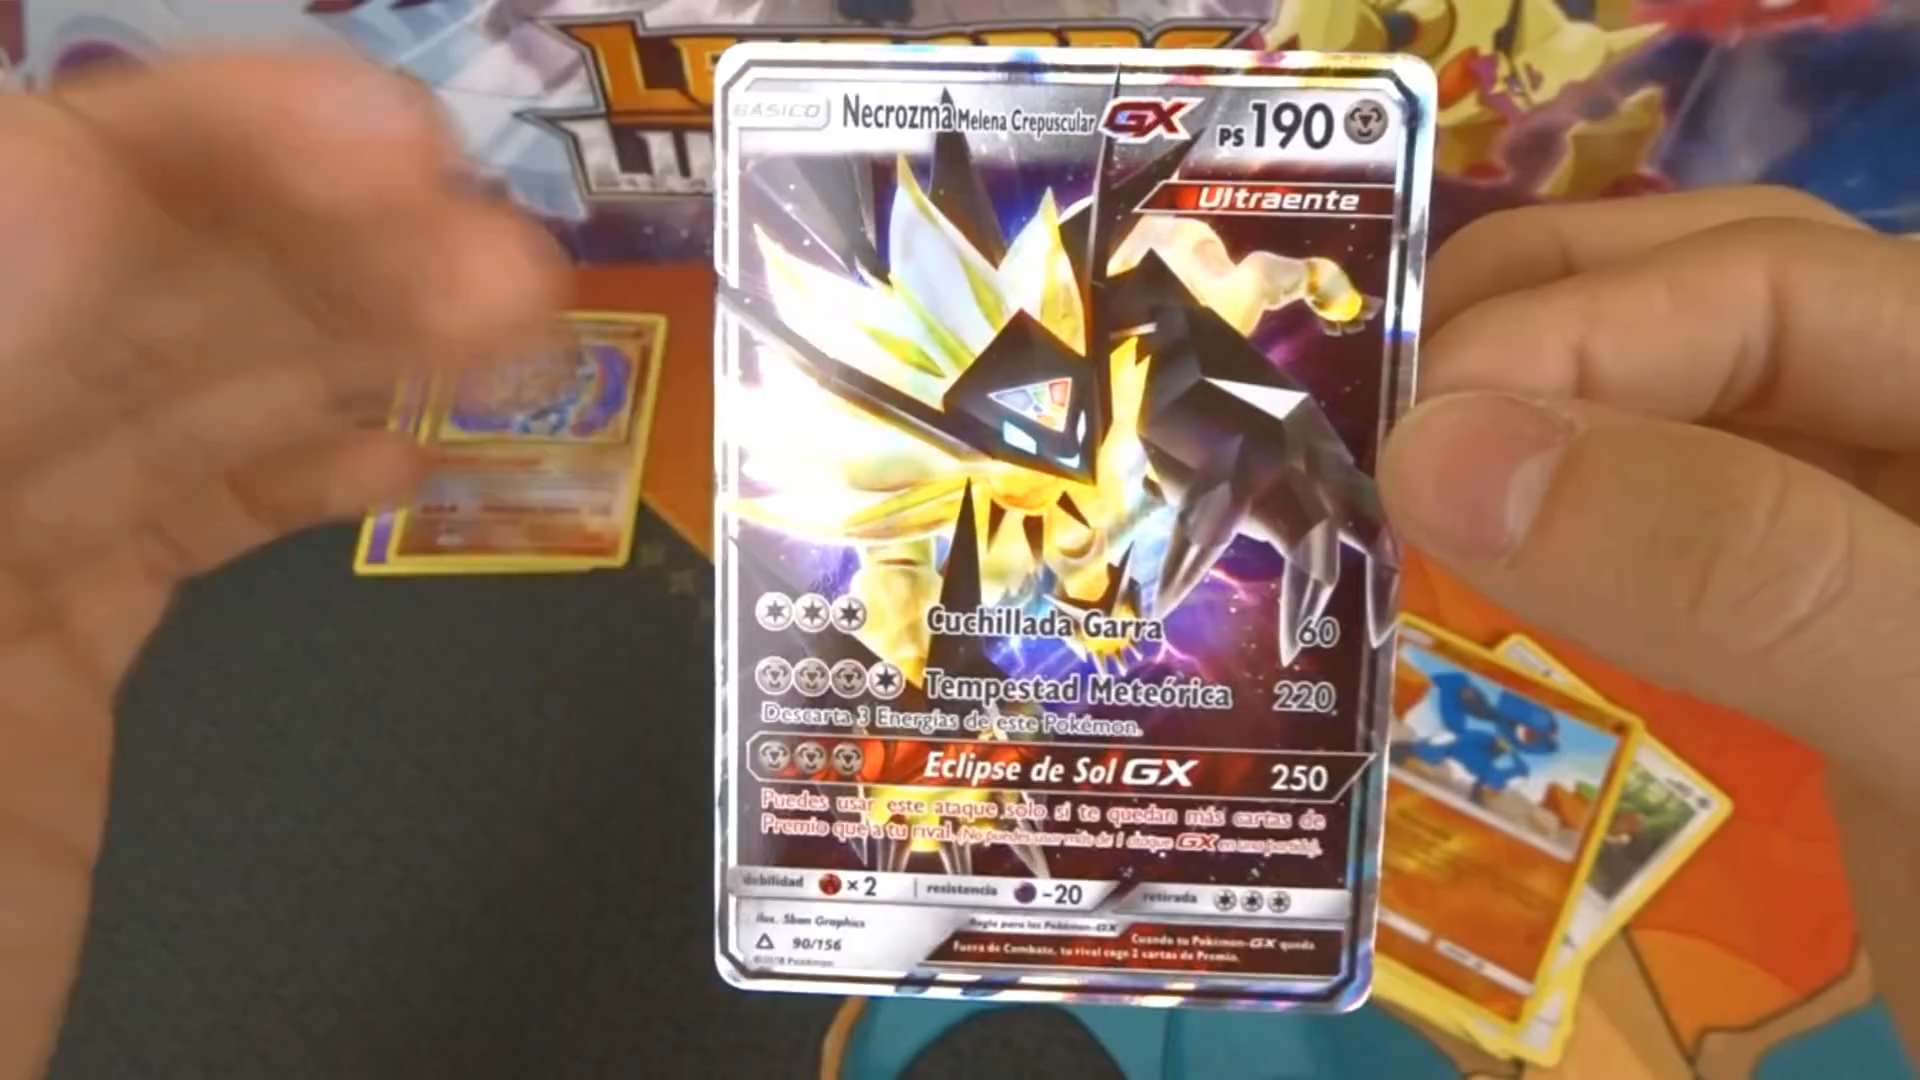 BÁSICO Necrozma Melena Crepuscular GX PS 190
Ultraente
Cuchillada Garra 60
Tempestad Meteórica 220
Descarta 3 Energías de este Pokémon.
Eclipse de Sol GX 250
Puedes usar este ataque solo si te quedan más cartas de
Premio que a tu rival. (No puedes usar más de 1 ataque GX en una partida).
debilidad ×2 resistencia -20 retirada
ilus. 5ban Graphics
90/156
©2018 Pokémon
Regla para los Pokémon-GX
Cuando tu Pokémon-GX queda
Fuera de Combate, tu rival coge 2 cartas de Premio.